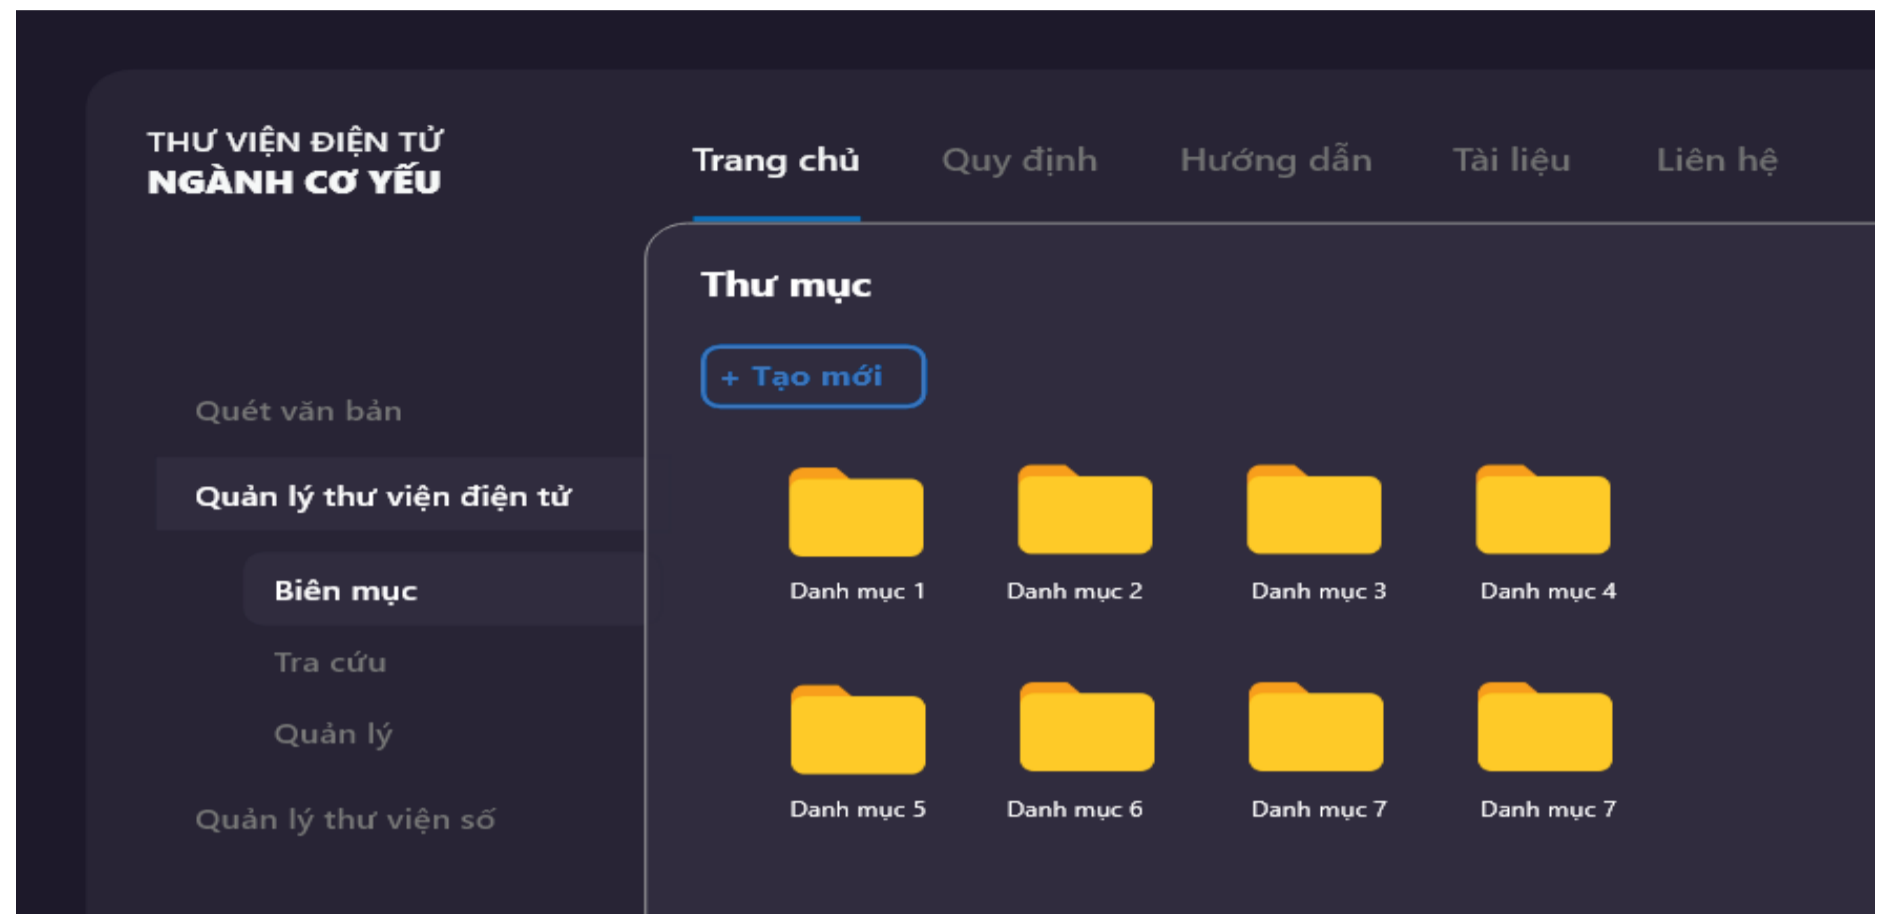 THƯ VIỆN ĐIỆN TỬ
NGÀNH CƠ YẾU
Trang chủ Quy định Hướng dẫn Tài liệu Liên hệ
Thư mục
+ Tạo mới
Quét văn bản
Quản lý thư viện điện tử
Biên mục
Tra cứu
Quản lý
Quản lý thư viện số
Danh mục 1 Danh mục 2 Danh mục 3 Danh mục 4
Danh mục 5 Danh mục 6 Danh mục 7 Danh mục 7